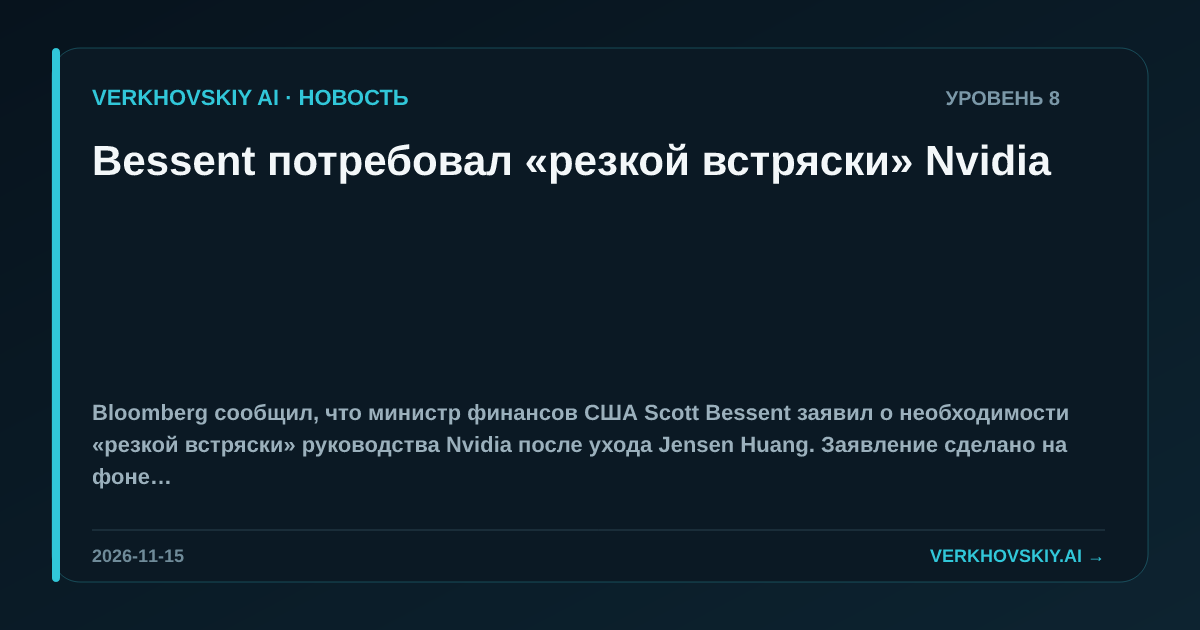 VERKHOVSKIY AI · НОВОСТЬ
УРОВЕНЬ 8
Bessent потребовал «резкой встряски» Nvidia
Bloomberg сообщил, что министр финансов США Scott Bessent заявил о необходимости
«резкой встряски» руководства Nvidia после ухода Jensen Huang. Заявление сделано на
фоне…
2026-11-15
VERKHOVSKIY.AI →